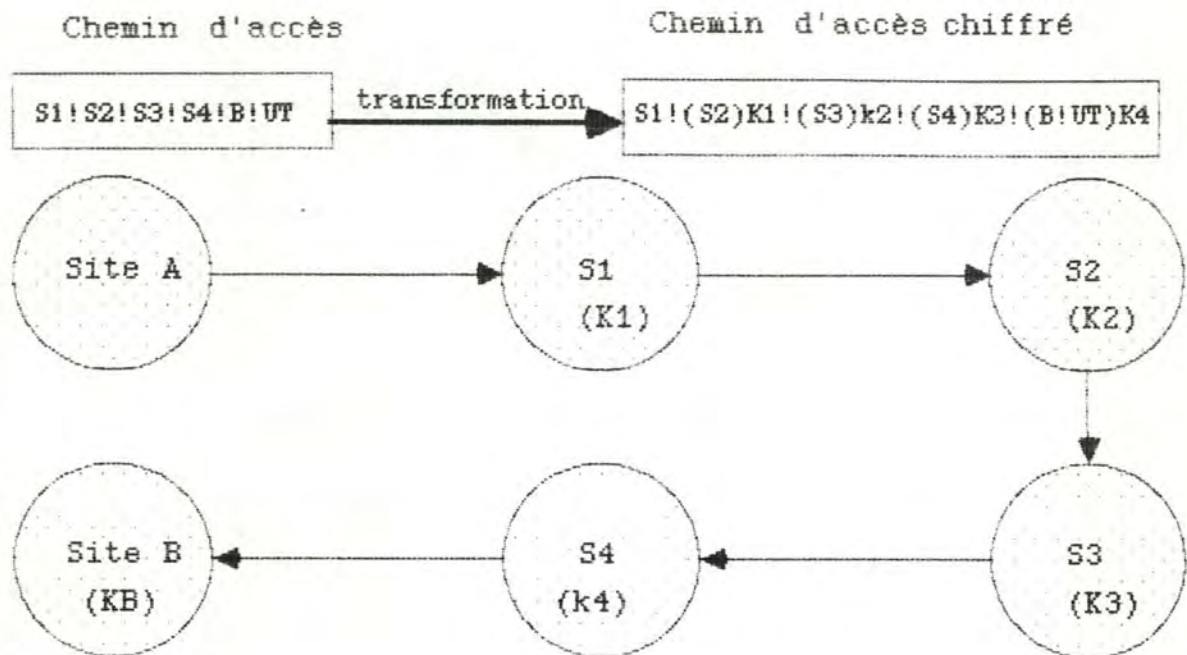 Chemin d'accès
Chemin d'accès chiffré
S1!S2!S3!S4!B!UT
transformation
S1!(S2)K1!(S3)k2!(S4)K3!(B!UT)K4
Site A
S1
(K1)
S2
(K2)
Site B
(KB)
S4
(k4)
S3
(K3)